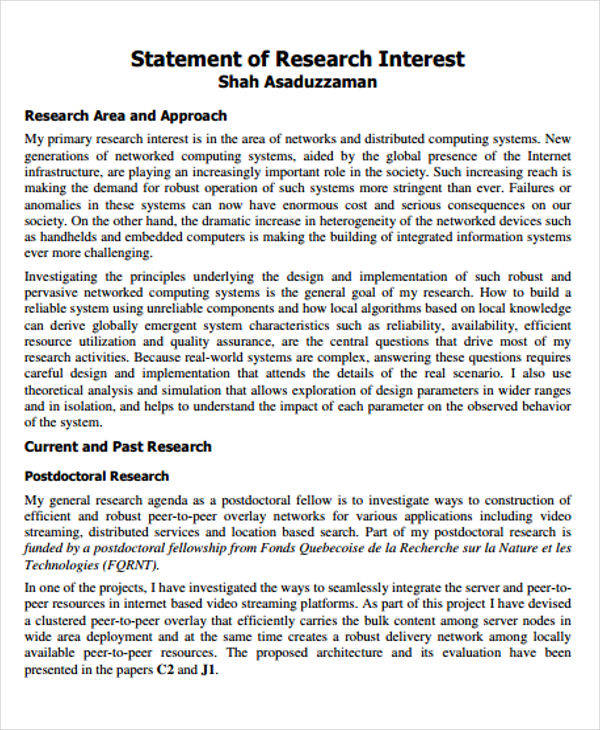 Statement of Research Interest
Shah Asaduzzaman
Research Area and Approach
My primary research interest is in the area of networks and distributed computing systems. New
generations of networked computing systems, aided by the global presence of the Internet
infrastructure, are playing an increasingly important role in the society. Such increasing reach is
making the demand for robust operation of such systems more stringent than ever. Failures or
anomalies in these systems can now have enormous cost and serious consequences on our
society. On the other hand, the dramatic increase in heterogeneity of the networked devices such
as handhelds and embedded computers is making the building of integrated information systems
ever more challenging.
Investigating the principles underlying the design and implementation of such robust and
pervasive networked computing systems is the general goal of my research. How to build a
reliable system using unreliable components and how local algorithms based on local knowledge
can derive globally emergent system characteristics such as reliability, availability, efficient
resource utilization and quality assurance, are the central questions that drive most of my
research activities. Because real-world systems are complex, answering these questions requires
careful design and implementation that attends the details of the real scenario. I also use
theoretical analysis and simulation that allows exploration of design parameters in wider ranges
and in isolation, and helps to understand the impact of each parameter on the observed behavior
of the system.
Current and Past Research
Postdoctoral Research
My general research agenda as a postdoctoral fellow is to investigate ways to construction of
efficient and robust peer-to-peer overlay networks for various applications including video
streaming, distributed services and location based search. Part of my postdoctoral research is
funded by a postdoctoral fellowship from Fonds Quebecoise de la Recherche sur la Nature et les
Technologies (FQRNT).
In one of the projects, I have investigated the ways to seamlessly integrate the server and peer-to-
peer resources in internet based video streaming platforms. As part of this project I have devised
a clustered peer-to-peer overlay that efficiently carries the bulk content among server nodes in
wide area deployment and at the same time creates a robust delivery network among locally
available peer-to-peer resources. The proposed architecture and its evaluation have been
presented in the papers C2 and J1.